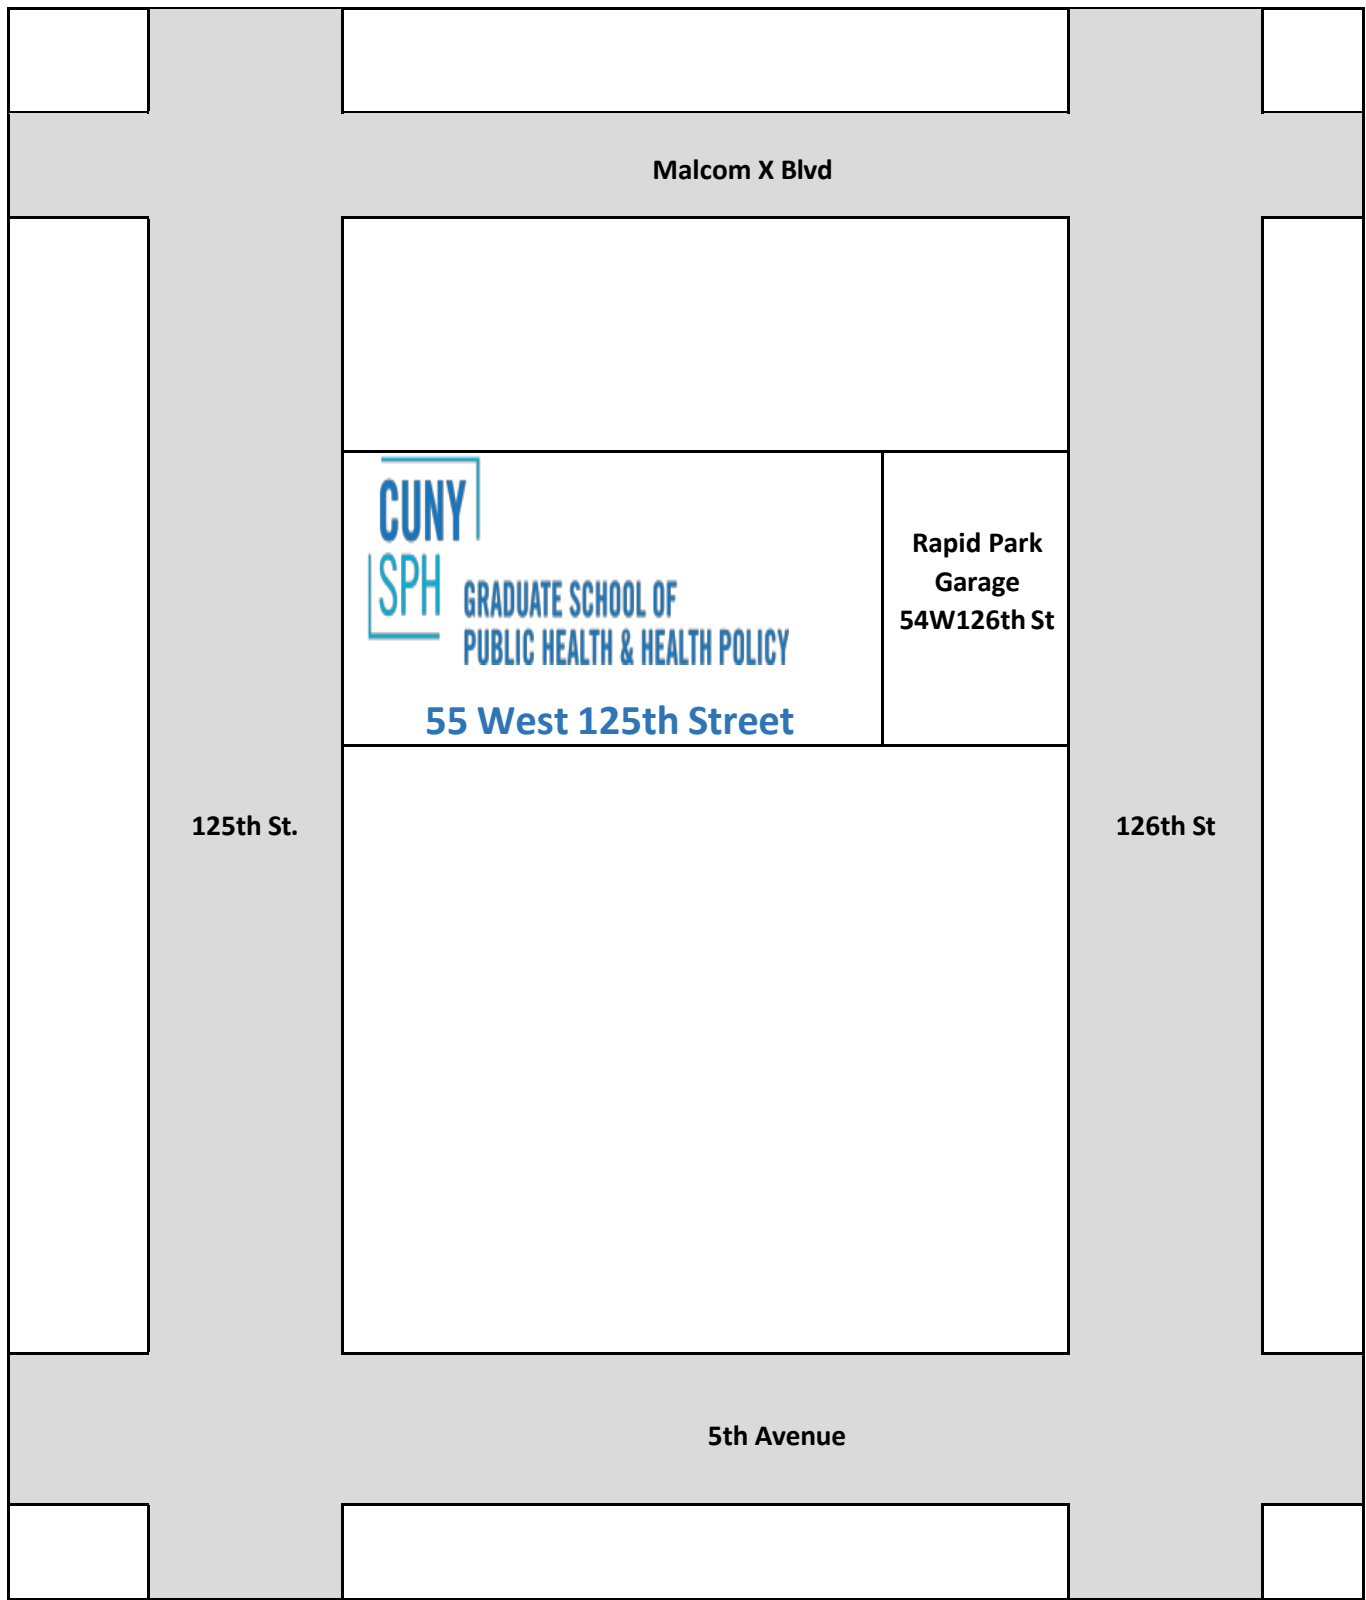 Malcom X Blvd
CUNY
SPH
GRADUATE SCHOOL OF
PUBLIC HEALTH & HEALTH POLICY
55 West 125th Street
Rapid Park
Garage
54W126th St
125th St.
126th St
5th Avenue